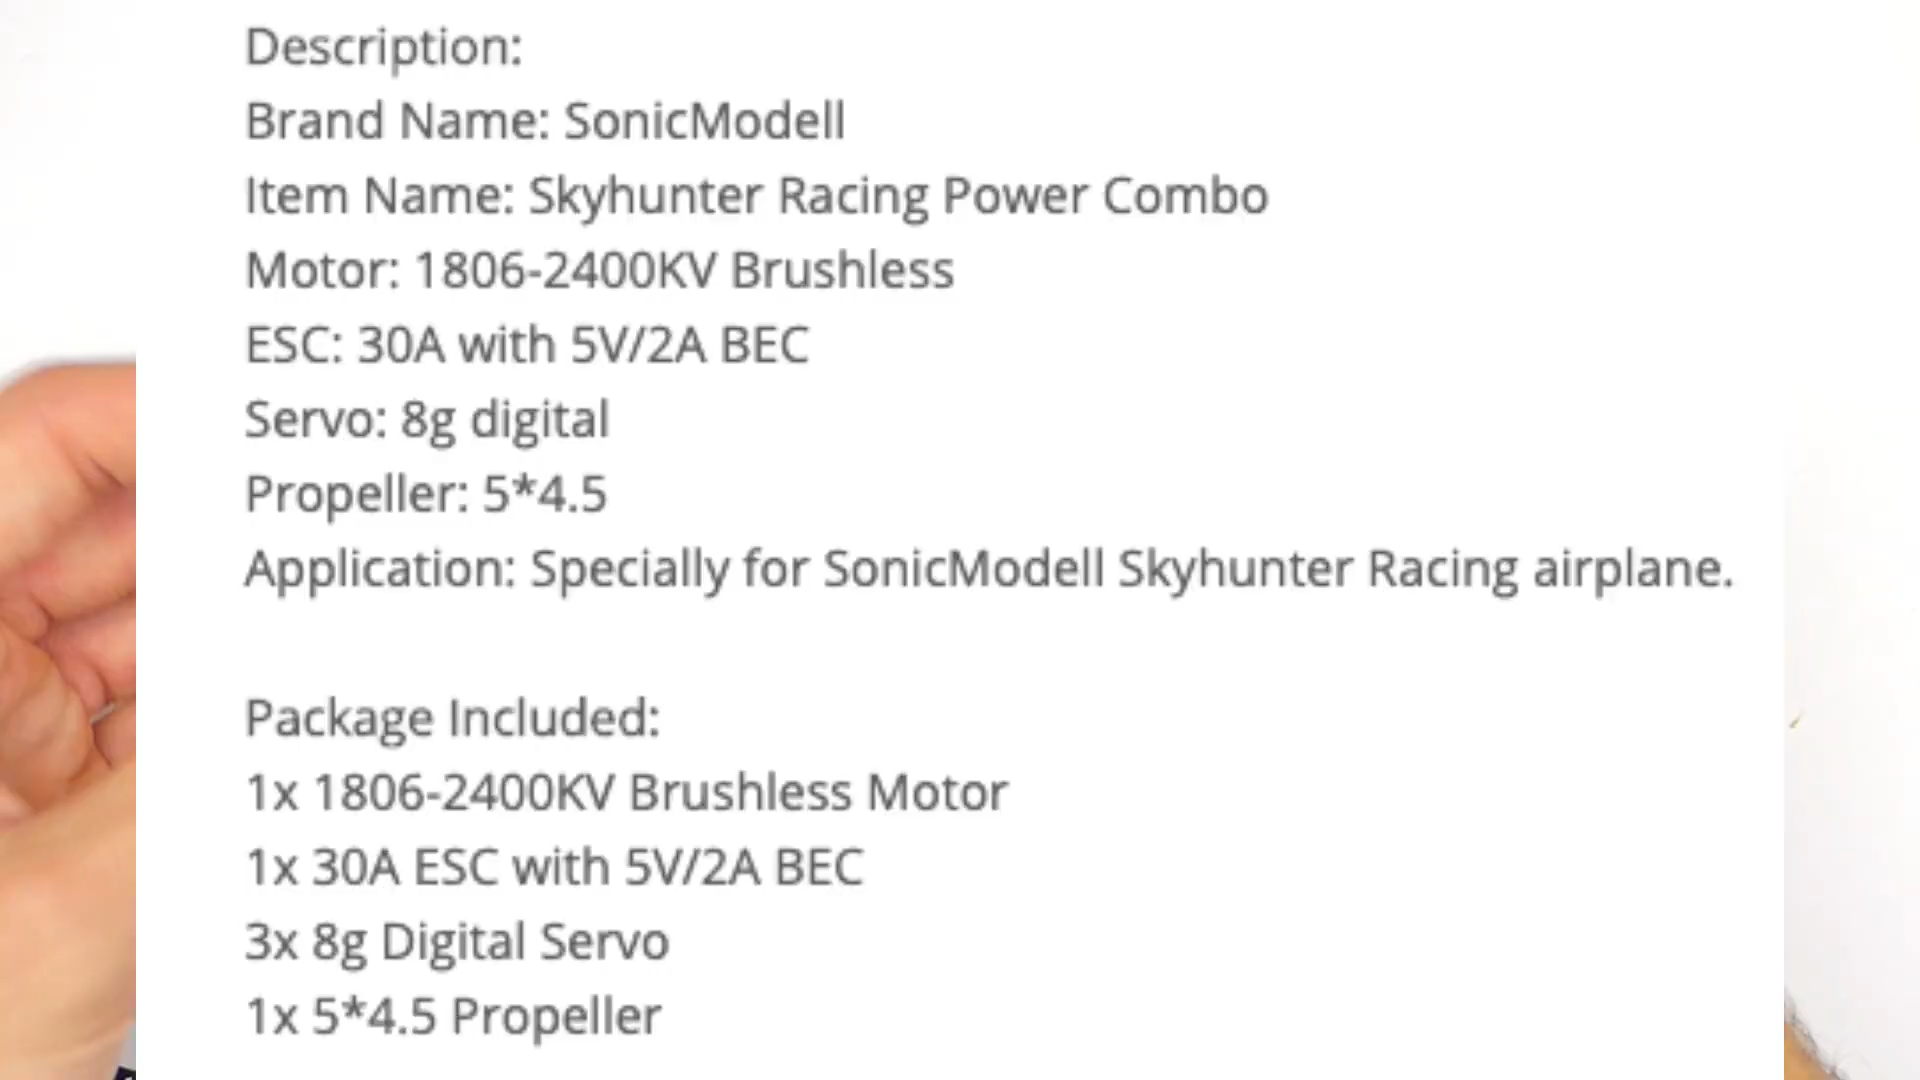 Description:
Brand Name: SonicModell
Item Name: Skyhunter Racing Power Combo
Motor: 1806-2400KV Brushless
ESC: 30A with 5V/2A BEC
Servo: 8g digital
Propeller: 5*4.5
Application: Specially for SonicModell Skyhunter Racing airplane.
Package Included:
1x 1806-2400KV Brushless Motor
1x 30A ESC with 5V/2A BEC
3x 8g Digital Servo
1x 5*4.5 Propeller